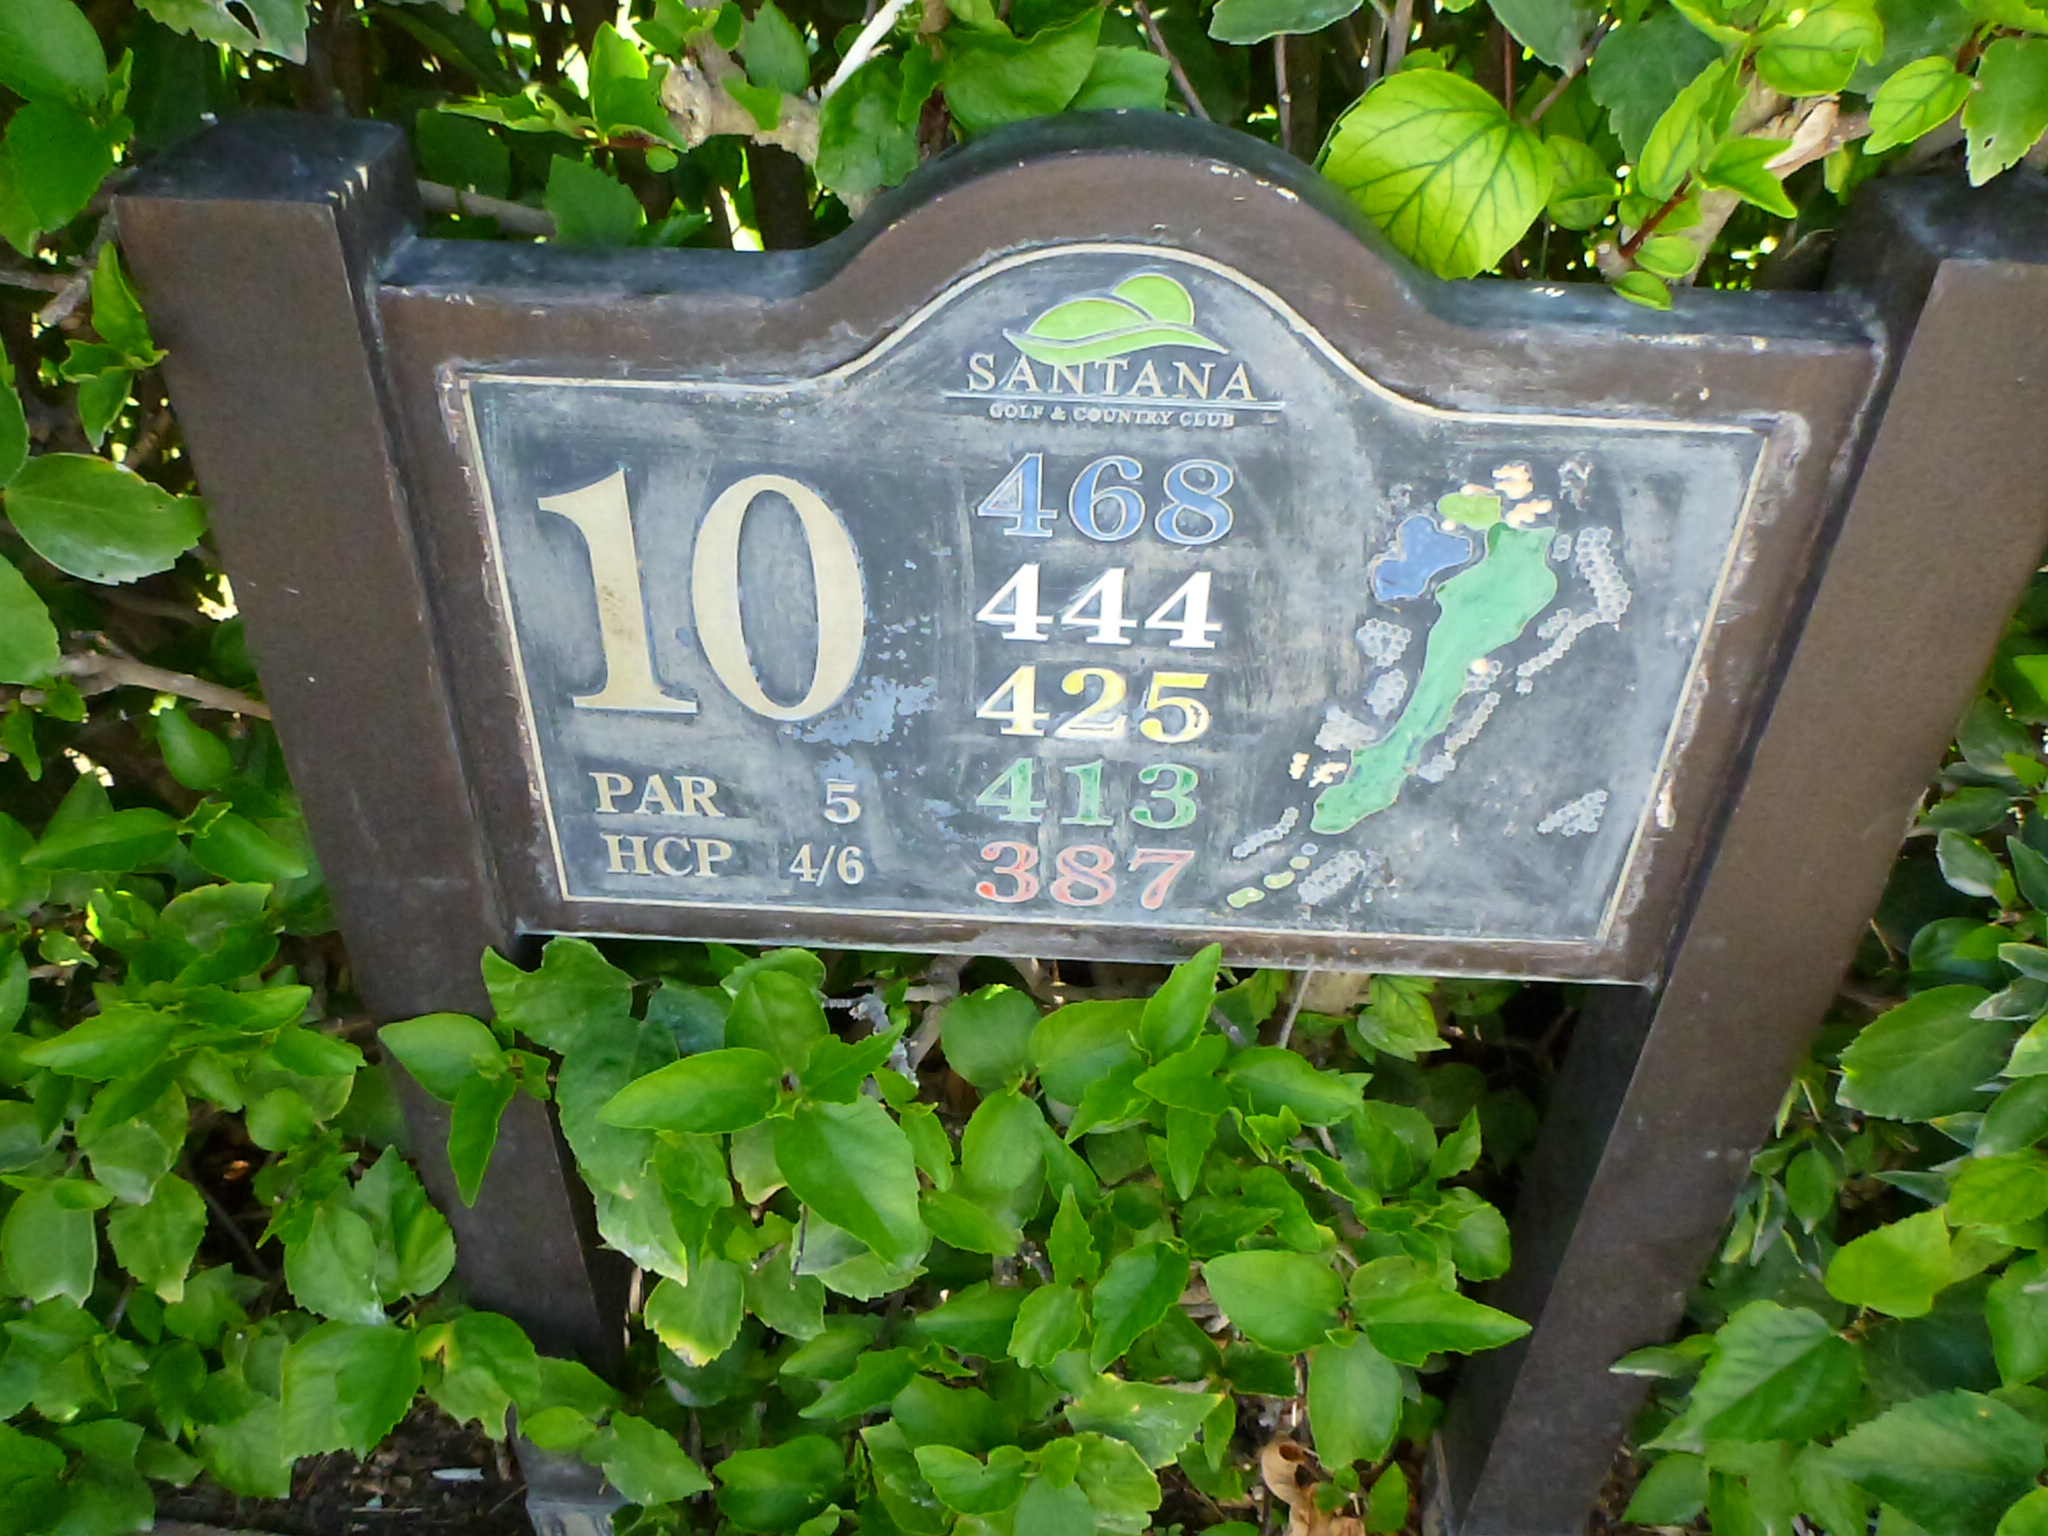 SANTANA
GOLF & COUNTRY CLUB
10
PAR 5
HCP 4/6
468
444
425
413
387